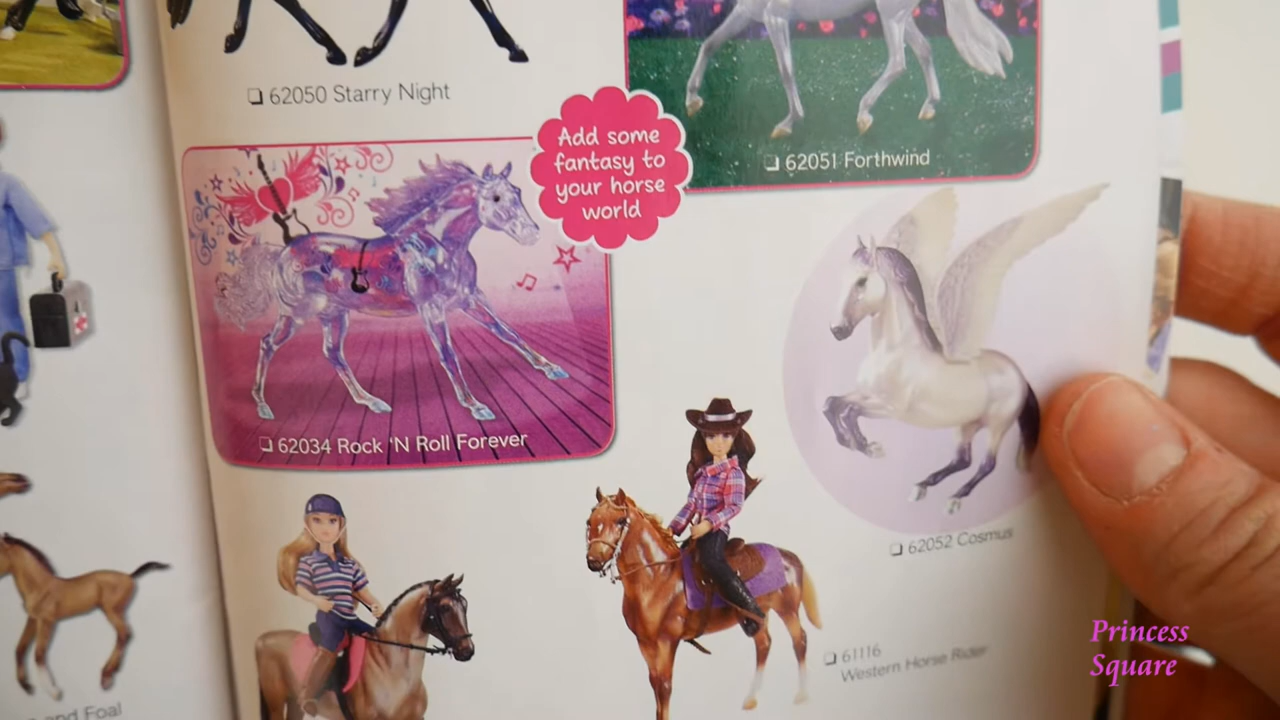 62050 Starry Night
Add some
fantasy to
your horse
world
62051 Forthwind
62034 Rock 'N Roll Forever
62052 Cosmus
61116
Western Horse Rider
and Foal
Princess
Square